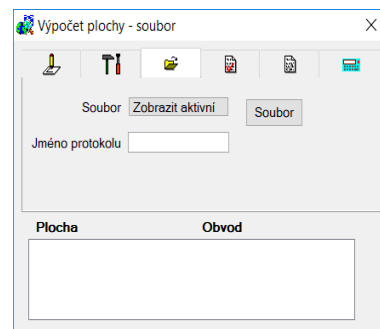 Výpočet plochy - soubor
Soubor Zobrazit aktivní Soubor
Jméno protokolu
Plocha Obvod